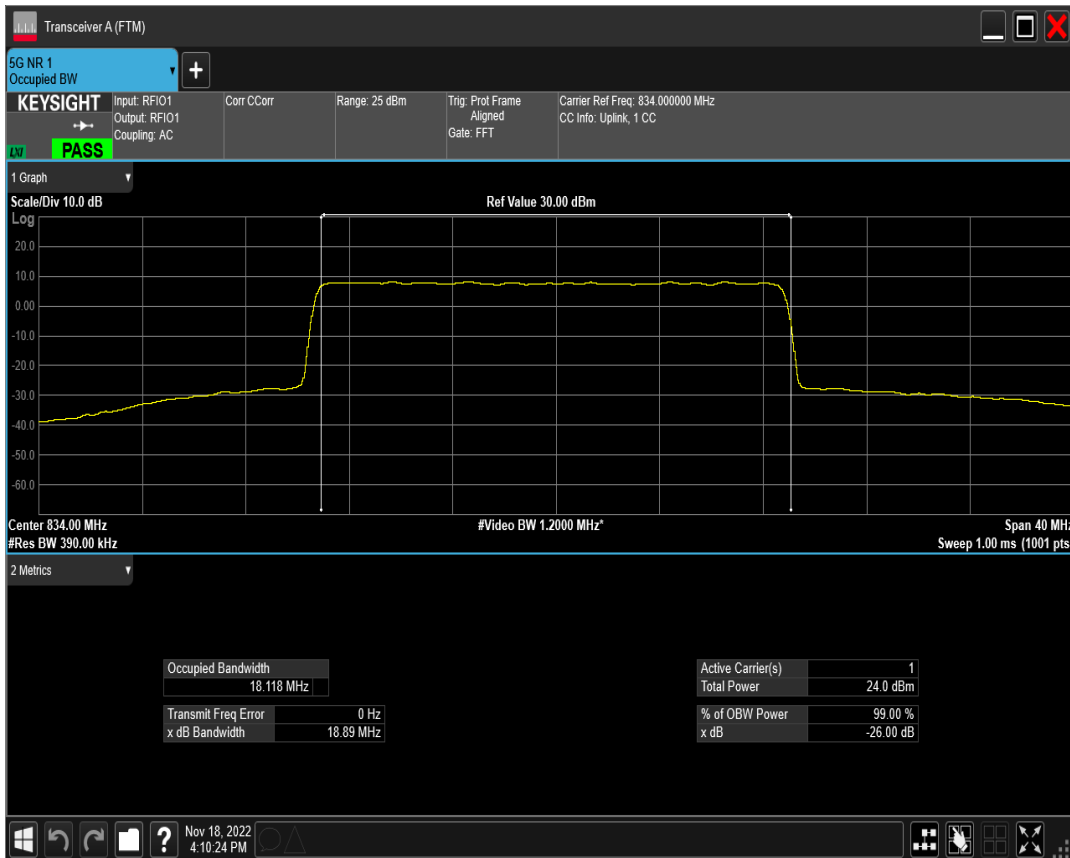 Transceiver A (FTM)
5G NR 1
Occupied BW
KEYSIGHT
LXI
PASS
Input: RFIO1
Output: RFIO1
Coupling: AC
Corr CCorr
Range: 25 dBm
Trig: Prot Frame
Aligned
Gate: FFT
Carrier Ref Freq: 834.000000 MHz
CC Info: Uplink, 1 CC
1 Graph
Scale/Div 10.0 dB
Ref Value 30.00 dBm
Log
20.0
10.0
0.00
-10.0
-20.0
-30.0
-40.0
-50.0
-60.0
Center 834.00 MHz
#Video BW 1.2000 MHz*
Span 40 MHz
#Res BW 390.00 kHz
Sweep 1.00 ms (1001 pts
2 Metrics
Occupied Bandwidth
18.118 MHz
Transmit Freq Error 0 Hz
x dB Bandwidth 18.89 MHz
Active Carrier(s) 1
Total Power 24.0 dBm
% of OBW Power 99.00 %
x dB -26.00 dB
Nov 18, 2022
4:10:24 PM